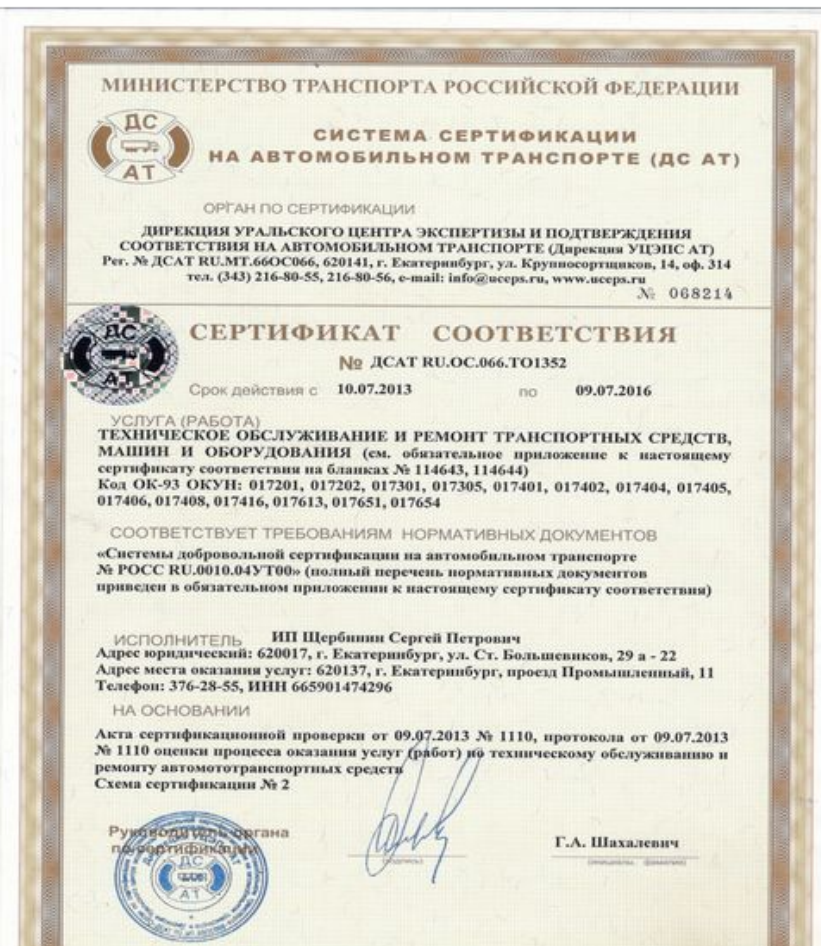 МИНИСТЕРСТВО ТРАНСПОРТА РОССИЙСКОЙ ФЕДЕРАЦИИ
ДС
АТ
СИСТЕМА СЕРТИФИКАЦИИ
НА АВТОМОБИЛЬНОМ ТРАНСПОРТЕ (ДС АТ)
ОРГАН ПО СЕРТИФИКАЦИИ
ДИРЕКЦИЯ УРАЛЬСКОГО ЦЕНТРА ЭКСПЕРТИЗЫ И ПОДТВЕРЖДЕНИЯ
СООТВЕТСТВИЯ НА АВТОМОБИЛЬНОМ ТРАНСПОРТЕ (Дирекция УЦЭПС АТ)
Рег. № ДСАТ RU.МТ.66ОС066, 620141, г. Екатеринбург, ул. Крупносортщиков, 14, оф. 314
тел. (343) 216-80-55, 216-80-56, e-mail: info@uceps.ru, www.uceps.ru
№ 068214
ДС
АТ
СЕРТИФИКАТ СООТВЕТСТВИЯ
№ ДСАТ RU.ОС.066.ТО1352
Срок действия с 10.07.2013 по 09.07.2016
УСЛУГА (РАБОТА)
ТЕХНИЧЕСКОЕ ОБСЛУЖИВАНИЕ И РЕМОНТ ТРАНСПОРТНЫХ СРЕДСТВ,
МАШИН И ОБОРУДОВАНИЯ (см. обязательное приложение к настоящему
сертификату соответствия на бланках № 114643, 114644)
Код ОК-93 ОКУН: 017201, 017202, 017301, 017305, 017401, 017402, 017404, 017405,
017406, 017408, 017416, 017613, 017651, 017654
СООТВЕТСТВУЕТ ТРЕБОВАНИЯМ НОРМАТИВНЫХ ДОКУМЕНТОВ
«Системы добровольной сертификации на автомобильном транспорте
№ РОСС RU.0010.04УТ00» (полный перечень нормативных документов
приведен в обязательном приложении к настоящему сертификату соответствия)
ИСПОЛНИТЕЛЬ ИП Щербинин Сергей Петрович
Адрес юридический: 620017, г. Екатеринбург, ул. Ст. Большевиков, 29 а - 22
Адрес места оказания услуг: 620137, г. Екатеринбург, проезд Промышленный, 11
Телефон: 376-28-55, ИНН 665901474296
НА ОСНОВАНИИ
Акта сертификационной проверки от 09.07.2013 № 1110, протокола от 09.07.2013
№ 1110 оценки процесса оказания услуг (работ) по техническому обслуживанию и
ремонту автомототранспортных средств
Схема сертификации № 2
Руководитель органа
по сертификации
Г.А. Шахалевич
(подпись)
(инициалы, фамилия)
ДС
АТ